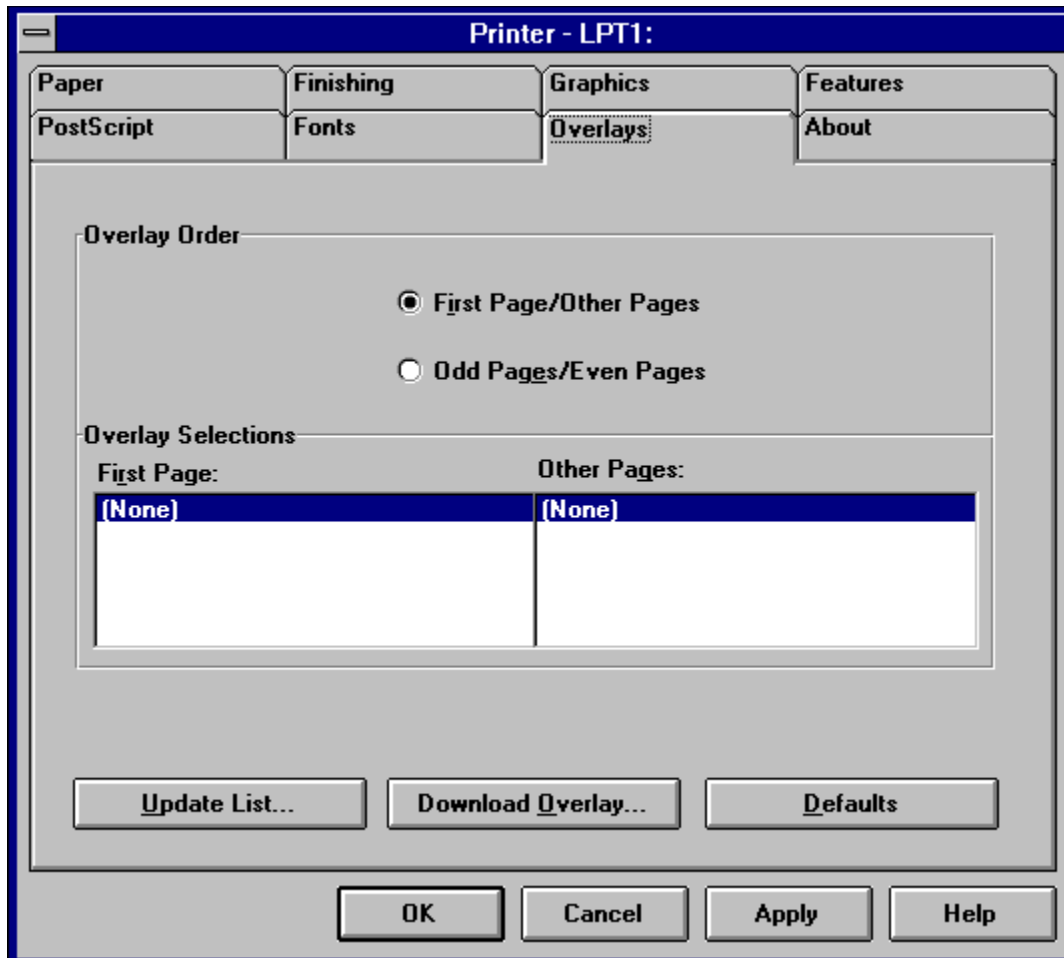 Printer - LPT1:
Paper Finishing Graphics Features
PostScript Fonts Overlays About
Overlay Order
First Page/Other Pages
Odd Pages/Even Pages
Overlay Selections
First Page: Other Pages:
(None) (None)
Update List... Download Overlay... Defaults
OK Cancel Apply Help